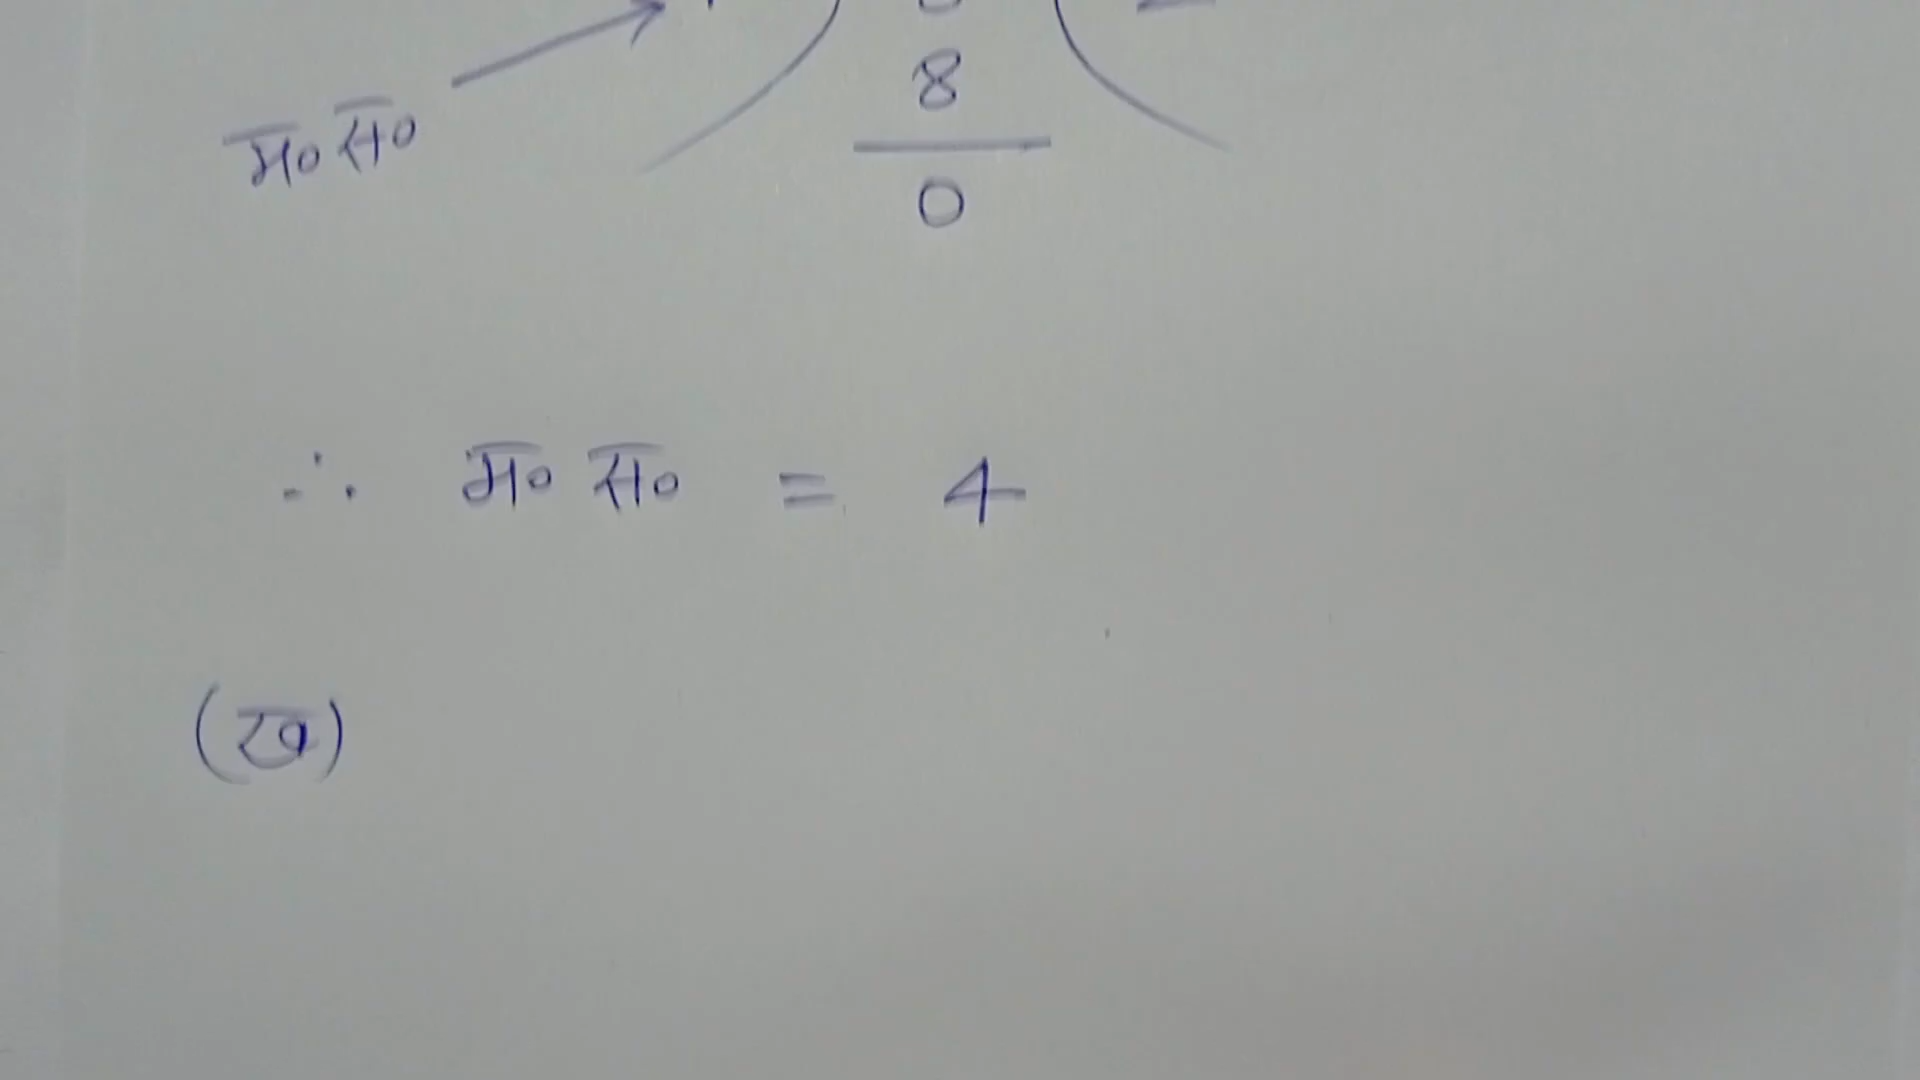 8
म० स०
0
∴ म० स० = 4
(ख)